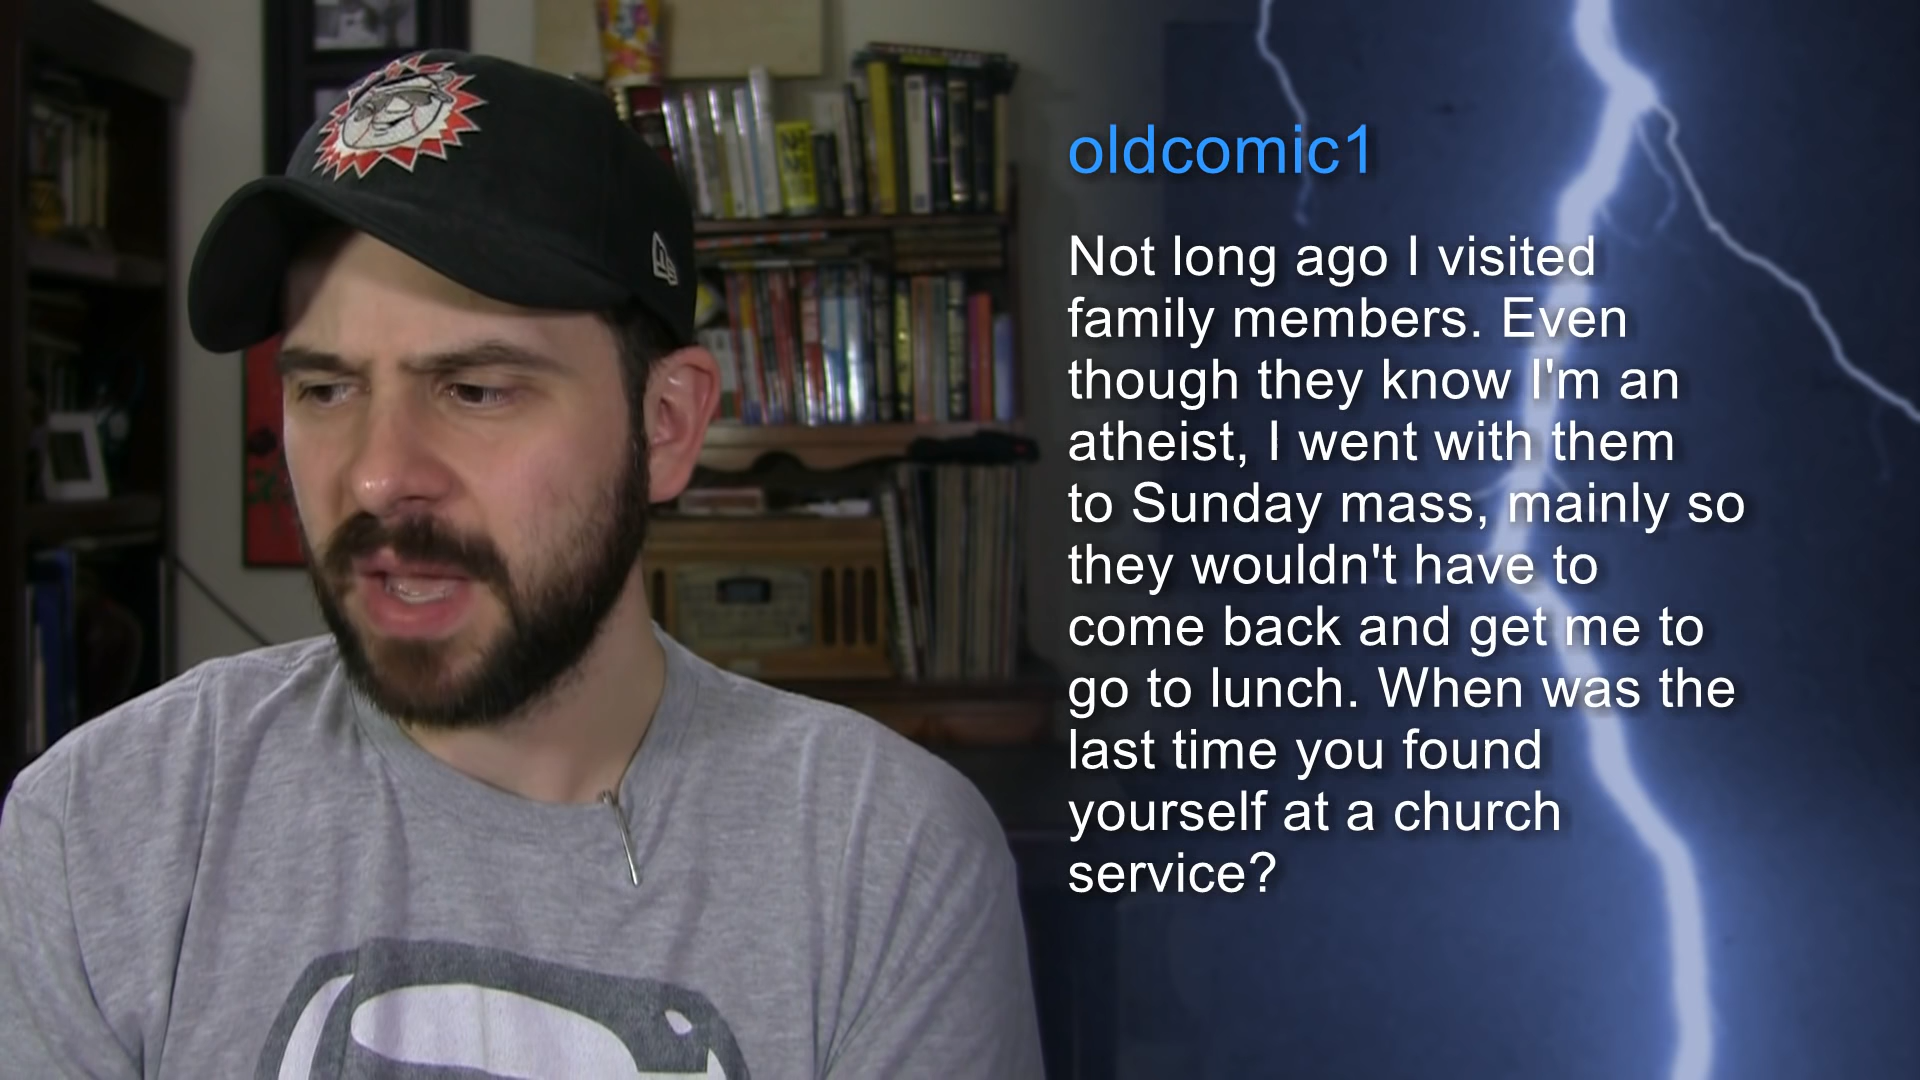 oldcomic1
Not long ago I visited
family members. Even
though they know I'm an
atheist, I went with them
to Sunday mass, mainly so
they wouldn't have to
come back and get me to
go to lunch. When was the
last time you found
yourself at a church
service?